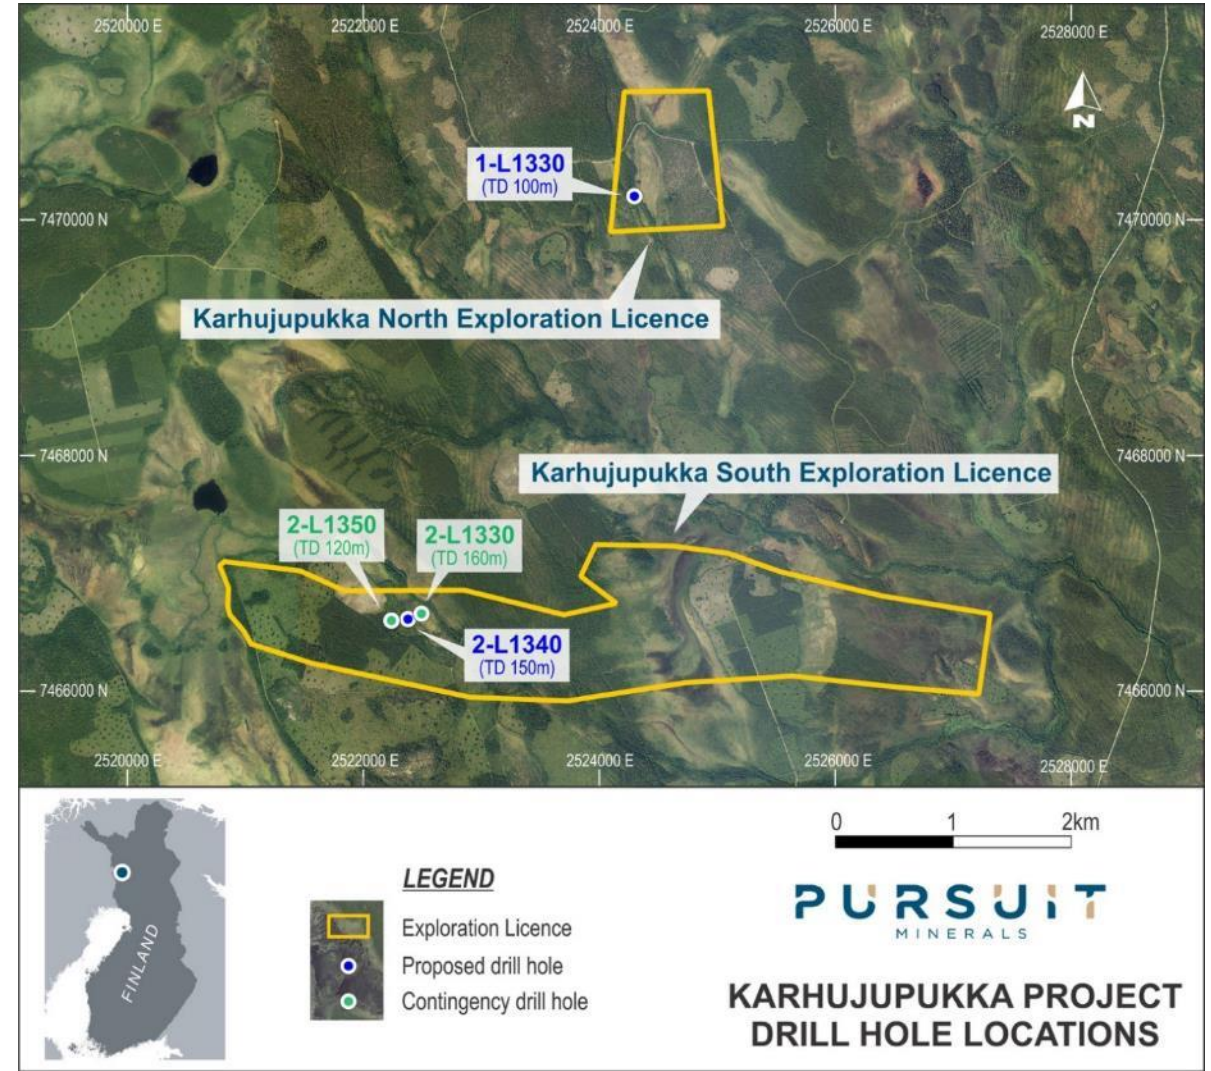 2520000 E
2522000 E
2524000 E
2526000 E
2528000 E
N
1-L1330
(TD 100m)
7470000 N
7470000 N
Karhujupukka North Exploration Licence
7468000 N
7468000 N
Karhujupukka South Exploration Licence
2-L1350
(TD 120m)
2-L1330
(TD 160m)
2-L1340
(TD 150m)
7466000 N
7466000 N
2520000 E
2522000 E
2524000 E
2526000 E
2528000 E
FINLAND
LEGEND
Exploration Licence
Proposed drill hole
Contingency drill hole
0 1 2km
PURSUIT
MINERALS
KARHUJUPUKKA PROJECT
DRILL HOLE LOCATIONS